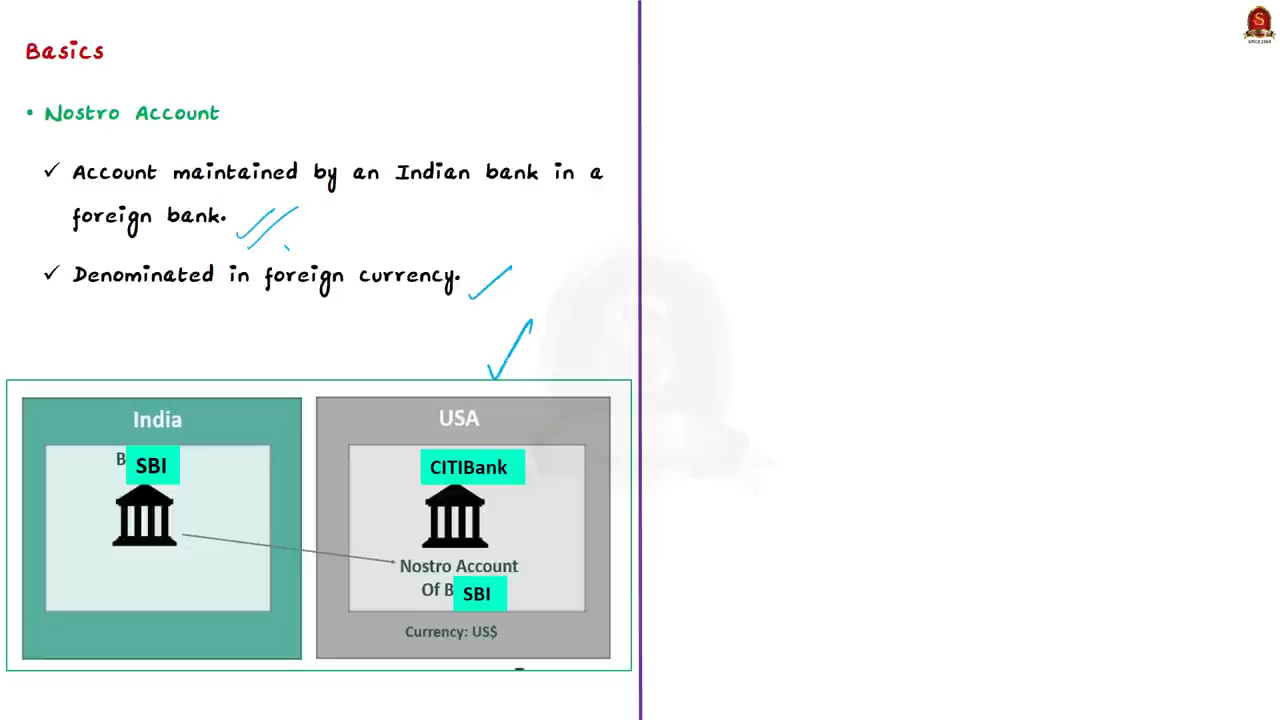 Basics
• Nostro Account
✓ Account maintained by an Indian bank in a
foreign bank.
✓ Denominated in foreign currency.
India
B
SBI
USA
CITIBank
Nostro Account
Of B
SBI
Currency: US$
S